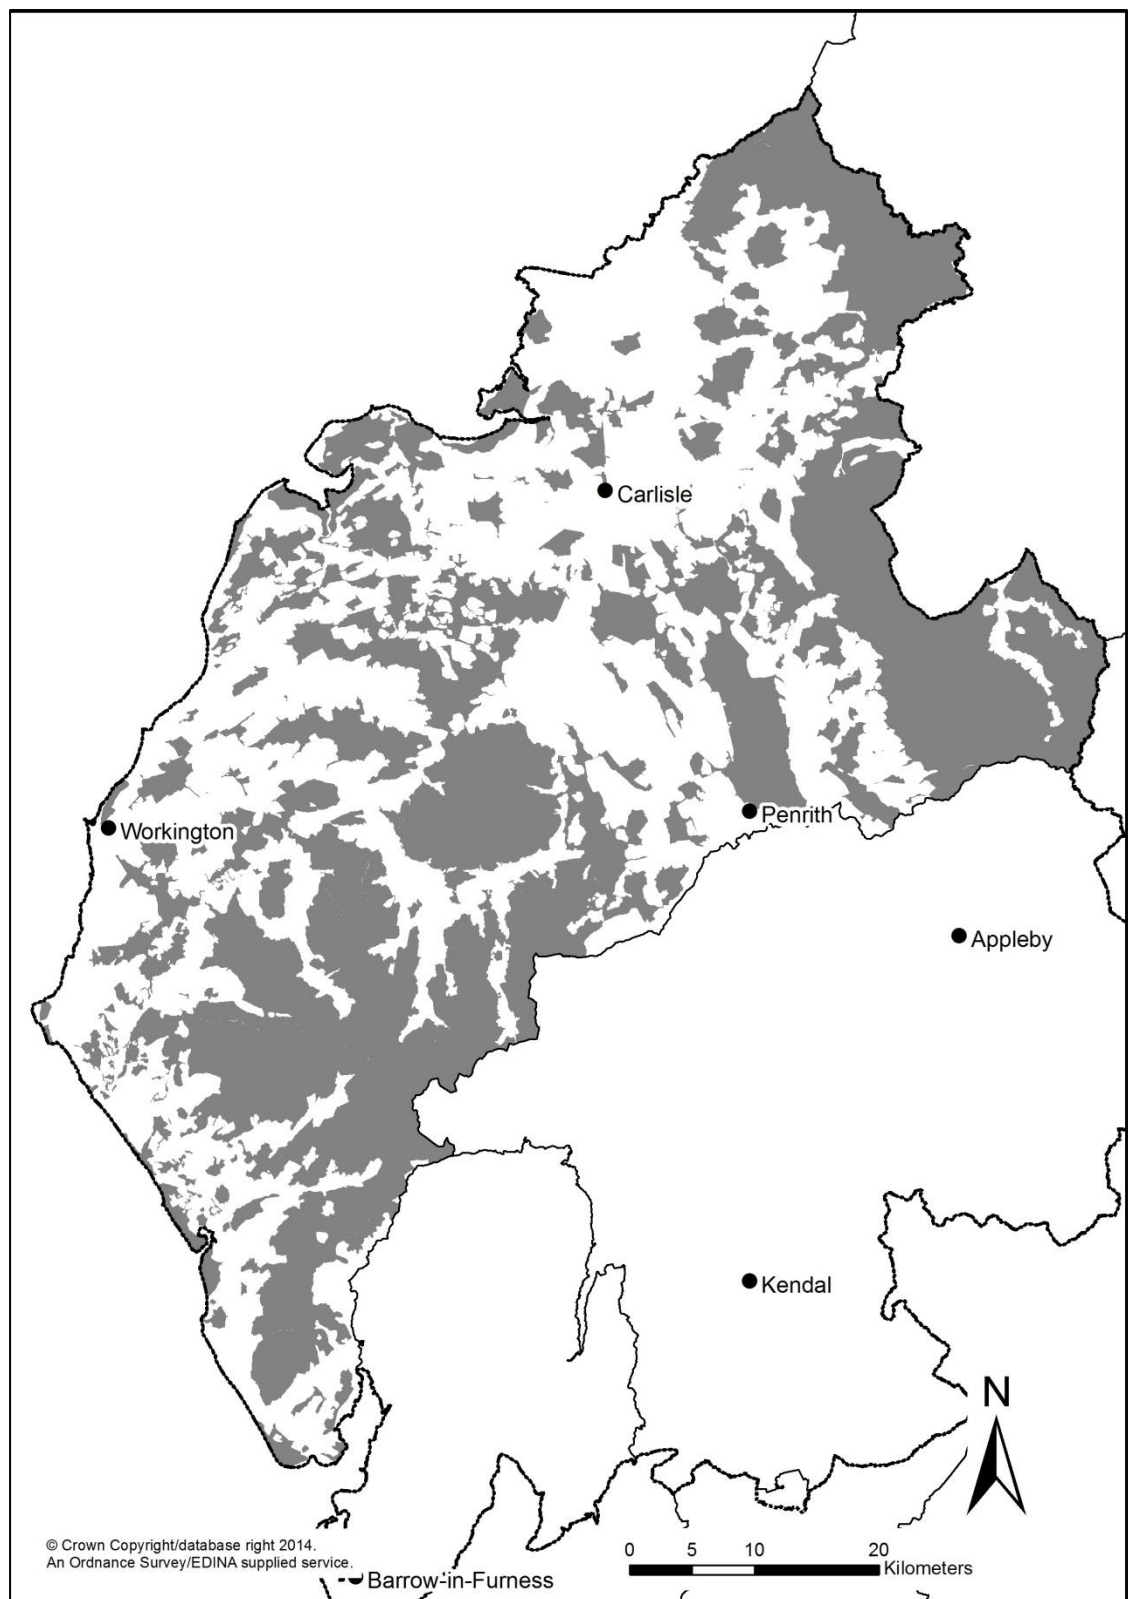 Carlisle
Workington
Penrith
Appleby
Kendal
N
© Crown Copyright/database right 2014.
An Ordnance Survey/EDINA supplied service.
0 5 10 20
Kilometers
Barrow-in-Furness